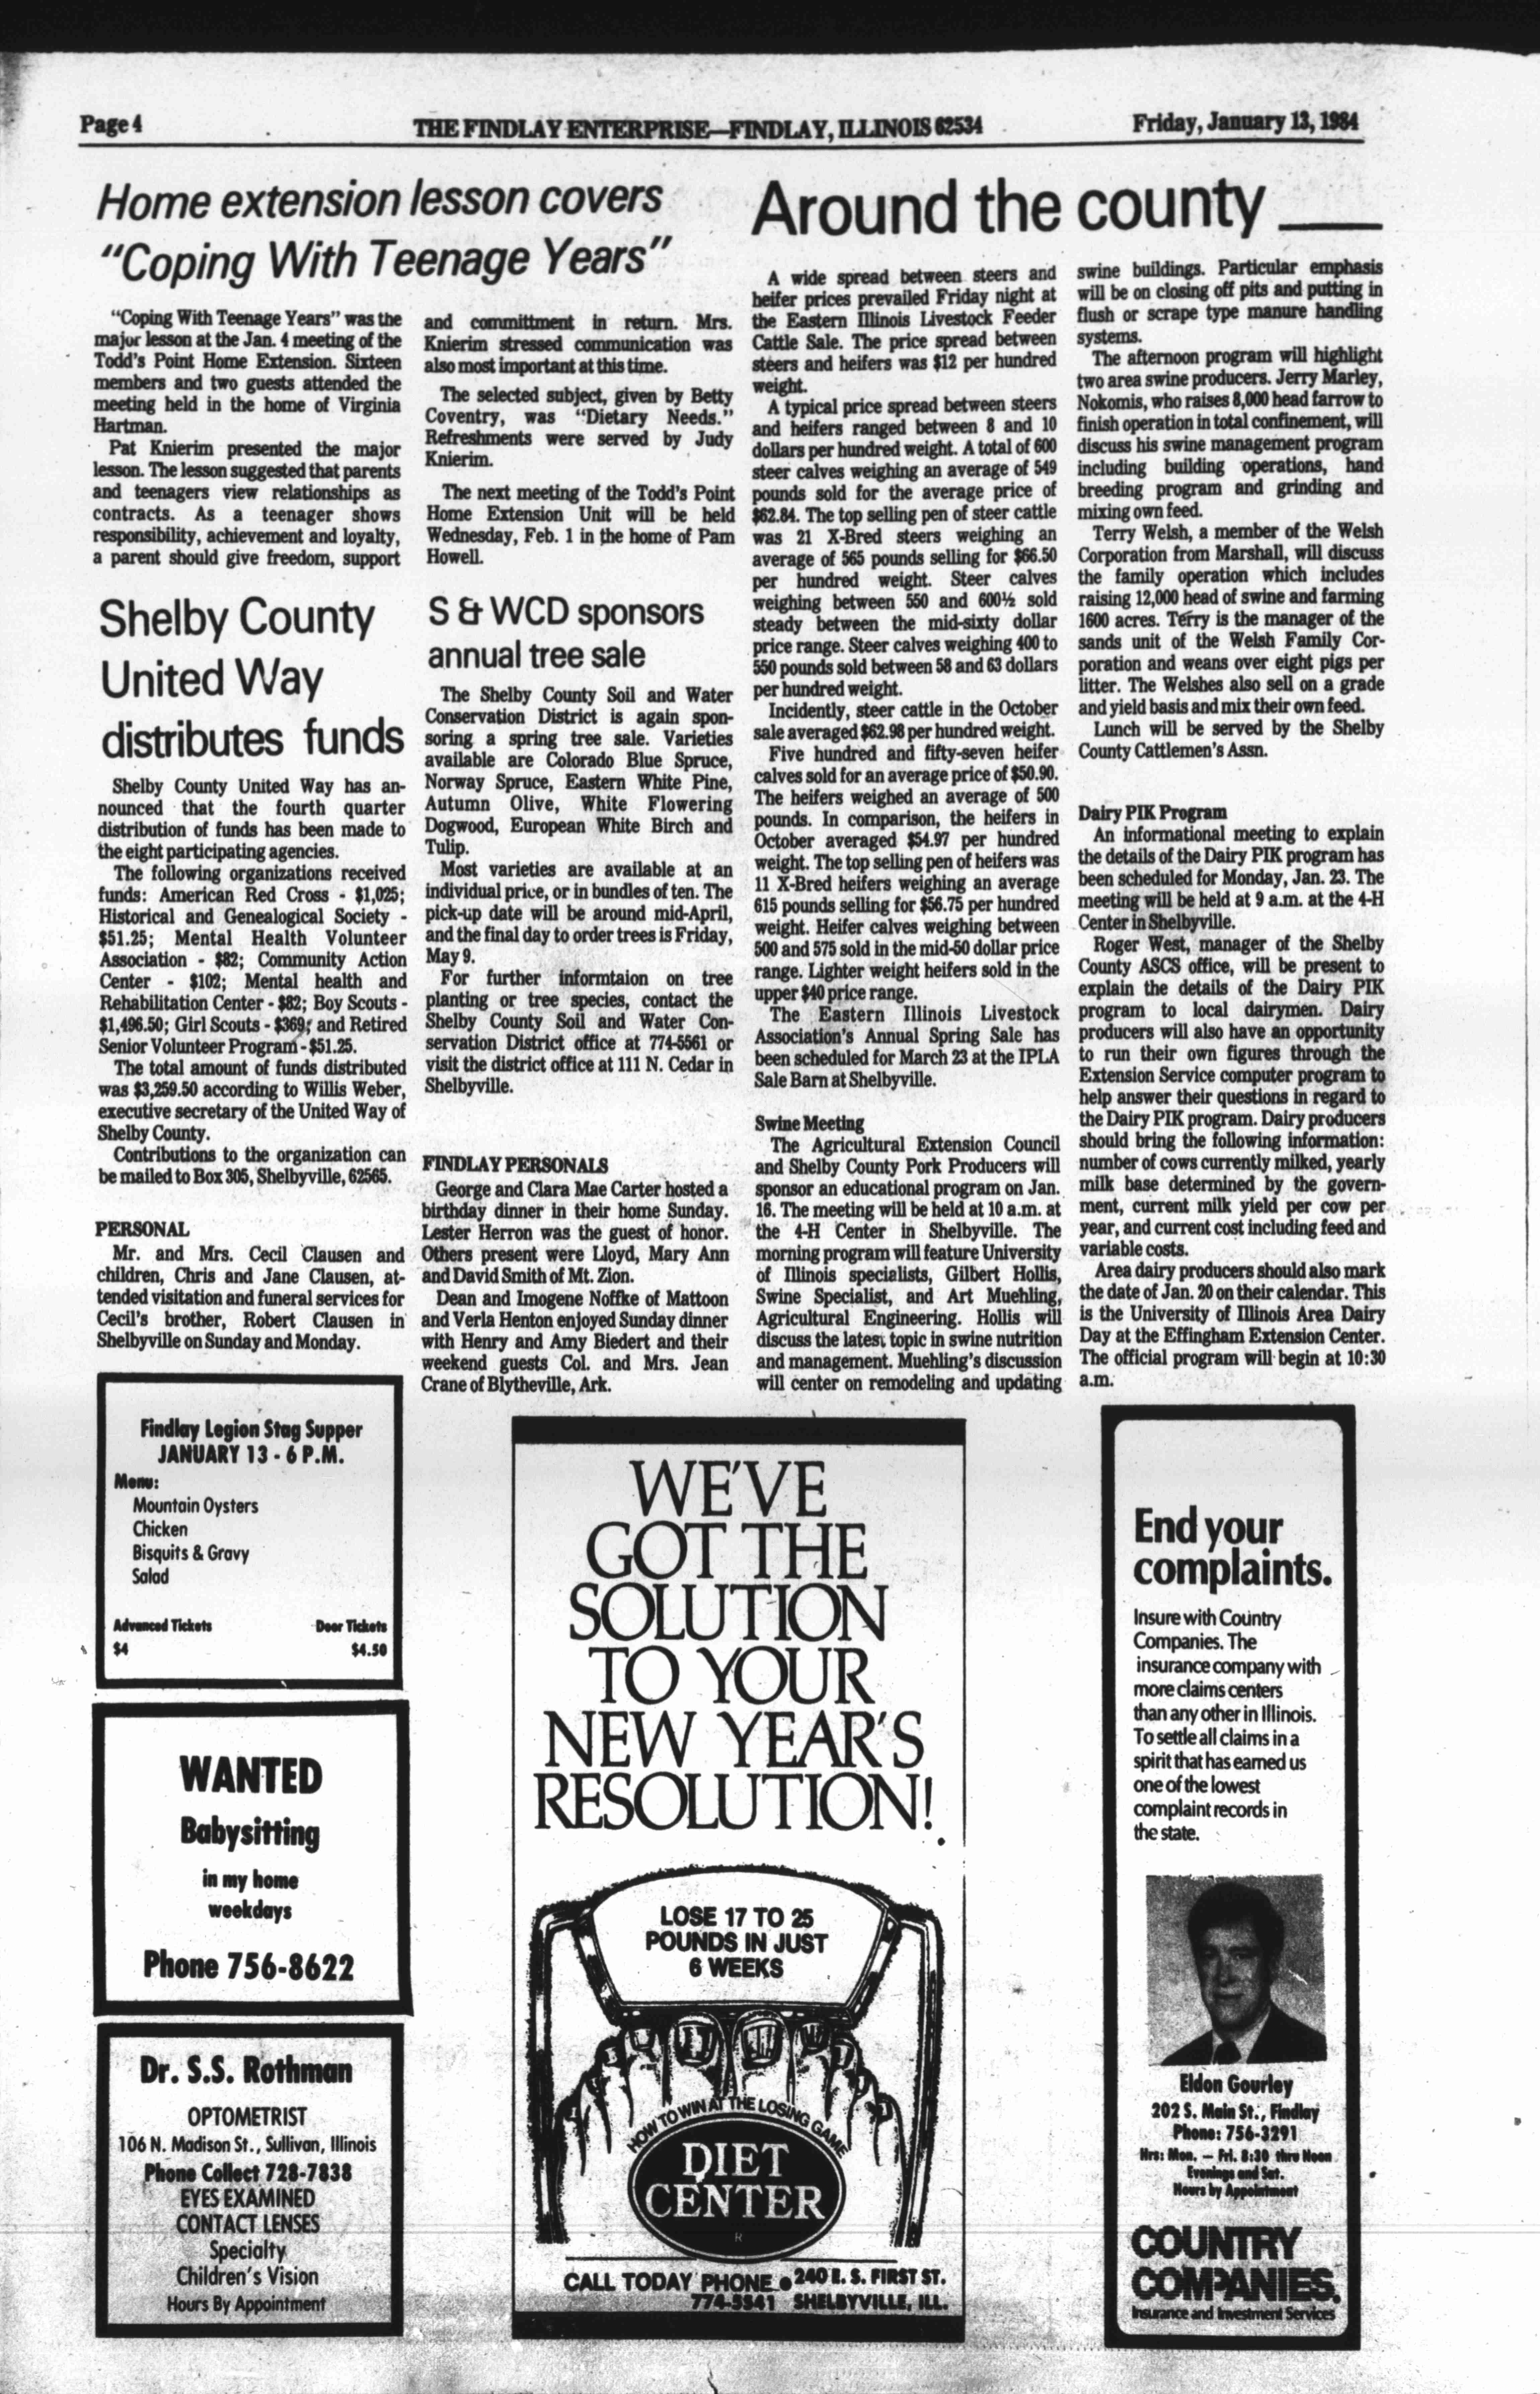 Page 4
THE FINDLAY ENTERPRISE—FINDLAY, ILLINOIS 62534
Friday, January 13, 1984
Home extension lesson covers
"Coping With Teenage Years"
"Coping With Teenage Years" was the
major lesson at the Jan. 4 meeting of the
Todd's Point Home Extension. Sixteen
members and two guests attended the
meeting held in the home of Virginia
Hartman.
Pat Knierim presented the major
lesson. The lesson suggested that parents
and teenagers view relationships as
contracts. As a teenager shows
responsibility, achievement and loyalty,
a parent should give freedom, support
and committment in return. Mrs.
Knierim stressed communication was
also most important at this time.
The selected subject, given by Betty
Coventry, was "Dietary Needs."
Refreshments were served by Judy
Knierim.
The next meeting of the Todd's Point
Home Extension Unit will be held
Wednesday, Feb. 1 in the home of Pam
Howell.
Shelby County
United Way
distributes funds
Shelby County United Way has an-
nounced that the fourth quarter
distribution of funds has been made to
the eight participating agencies.
The following organizations received
funds: American Red Cross - $1,025;
Historical and Genealogical Society -
$51.25; Mental Health Volunteer
Association - $82; Community Action
Center - $102; Mental health and
Rehabilitation Center - $82; Boy Scouts -
$1,496.50; Girl Scouts - $369; and Retired
Senior Volunteer Program - $51.25.
The total amount of funds distributed
was $3,259.50 according to Willis Weber,
executive secretary of the United Way of
Shelby County.
Contributions to the organization can
be mailed to Box 305, Shelbyville, 62565.
PERSONAL
Mr. and Mrs. Cecil Clausen and
children, Chris and Jane Clausen, at-
tended visitation and funeral services for
Cecil's brother, Robert Clausen in
Shelbyville on Sunday and Monday.
S & WCD sponsors
annual tree sale
The Shelby County Soil and Water
Conservation District is again spon-
soring a spring tree sale. Varieties
available are Colorado Blue Spruce,
Norway Spruce, Eastern White Pine,
Autumn Olive, White Flowering
Dogwood, European White Birch and
Tulip.
Most varieties are available at an
individual price, or in bundles of ten. The
pick-up date will be around mid-April,
and the final day to order trees is Friday,
May 9.
For further informtaion on tree
planting or tree species, contact the
Shelby County Soil and Water Con-
servation District office at 774-5561 or
visit the district office at 111 N. Cedar in
Shelbyville.
FINDLAY PERSONALS
George and Clara Mae Carter hosted a
birthday dinner in their home Sunday.
Lester Herron was the guest of honor.
Others present were Lloyd, Mary Ann
and David Smith of Mt. Zion.
Dean and Imogene Noffke of Mattoon
and Verla Henton enjoyed Sunday dinner
with Henry and Amy Biedert and their
weekend guests Col. and Mrs. Jean
Crane of Blytheville, Ark.
Around the county
A wide spread between steers and
heifer prices prevailed Friday night at
the Eastern Illinois Livestock Feeder
Cattle Sale. The price spread between
steers and heifers was $12 per hundred
weight.
A typical price spread between steers
and heifers ranged between 8 and 10
dollars per hundred weight. A total of 600
steer calves weighing an average of 549
pounds sold for the average price of
$62.84. The top selling pen of steer cattle
was 21 X-Bred steers weighing an
average of 565 pounds selling for $66.50
per hundred weight. Steer calves
weighing between 550 and 600½ sold
steady between the mid-sixty dollar
price range. Steer calves weighing 400 to
550 pounds sold between 58 and 63 dollars
per hundred weight.
Incidently, steer cattle in the October
sale averaged $62.98 per hundred weight.
Five hundred and fifty-seven heifer
calves sold for an average price of $50.90.
The heifers weighed an average of 500
pounds. In comparison, the heifers in
October averaged $54.97 per hundred
weight. The top selling pen of heifers was
11 X-Bred heifers weighing an average
615 pounds selling for $56.75 per hundred
weight. Heifer calves weighing between
500 and 575 sold in the mid-50 dollar price
range. Lighter weight heifers sold in the
upper $40 price range.
The Eastern Illinois Livestock
Association's Annual Spring Sale has
been scheduled for March 23 at the IPLA
Sale Barn at Shelbyville.
Swine Meeting
The Agricultural Extension Council
and Shelby County Pork Producers will
sponsor an educational program on Jan.
16. The meeting will be held at 10 a.m. at
the 4-H Center in Shelbyville. The
morning program will feature University
of Illinois specialists, Gilbert Hollis,
Swine Specialist, and Art Muehling,
Agricultural Engineering. Hollis will
discuss the latest topic in swine nutrition
and management. Muehling's discussion
will center on remodeling and updating
swine buildings. Particular emphasis
will be on closing off pits and putting in
flush or scrape type manure handling
systems.
The afternoon program will highlight
two area swine producers. Jerry Marley,
Nokomis, who raises 8,000 head farrow to
finish operation in total confinement, will
discuss his swine management program
including building operations, hand
breeding program and grinding and
mixing own feed.
Terry Welsh, a member of the Welsh
Corporation from Marshall, will discuss
the family operation which includes
raising 12,000 head of swine and farming
1600 acres. Terry is the manager of the
sands unit of the Welsh Family Cor-
poration and weans over eight pigs per
litter. The Welshes also sell on a grade
and yield basis and mix their own feed.
Lunch will be served by the Shelby
County Cattlemen's Assn.
Dairy PIK Program
An informational meeting to explain
the details of the Dairy PIK program has
been scheduled for Monday, Jan. 23. The
meeting will be held at 9 a.m. at the 4-H
Center in Shelbyville.
Roger West, manager of the Shelby
County ASCS office, will be present to
explain the details of the Dairy PIK
program to local dairymen. Dairy
producers will also have an opportunity
to run their own figures through the
Extension Service computer program to
help answer their questions in regard to
the Dairy PIK program. Dairy producers
should bring the following information:
number of cows currently milked, yearly
milk base determined by the govern-
ment, current milk yield per cow per
year, and current cost including feed and
variable costs.
Area dairy producers should also mark
the date of Jan. 20 on their calendar. This
is the University of Illinois Area Dairy
Day at the Effingham Extension Center.
The official program will begin at 10:30
a.m.
Findlay Legion Stag Supper
JANUARY 13 - 6 P.M.
Menu:
Mountain Oysters
Chicken
Bisquits & Gravy
Salad
Advanced Tickets Door Tickets
$4 $4.50
WANTED
Babysitting
in my home
weekdays
Phone 756-8622
Dr. S.S. Rothman
OPTOMETRIST
106 N. Madison St., Sullivan, Illinois
Phone Collect 728-7838
EYES EXAMINED
CONTACT LENSES
Specialty
Children's Vision
Hours By Appointment
WE'VE
GOT THE
SOLUTION
TO YOUR
NEW YEAR'S
RESOLUTION!
LOSE 17 TO 25
POUNDS IN JUST
6 WEEKS
HOW TO WIN AT THE LOSING GAME
DIET
CENTER
R
CALL TODAY PHONE 240 E. S. FIRST ST.
774-5541 SHELBYVILLE, ILL.
End your
complaints.
Insure with Country
Companies. The
insurance company with
more claims centers
than any other in Illinois.
To settle all claims in a
spirit that has earned us
one of the lowest
complaint records in
the state.
Eldon Gourley
202 S. Main St., Findlay
Phone: 756-3291
Hrs: Mon. — Fri. 8:30 thru Noon
Evenings and Sat.
Hours by Appointment
COUNTRY
COMPANIES.
Insurance and Investment Services